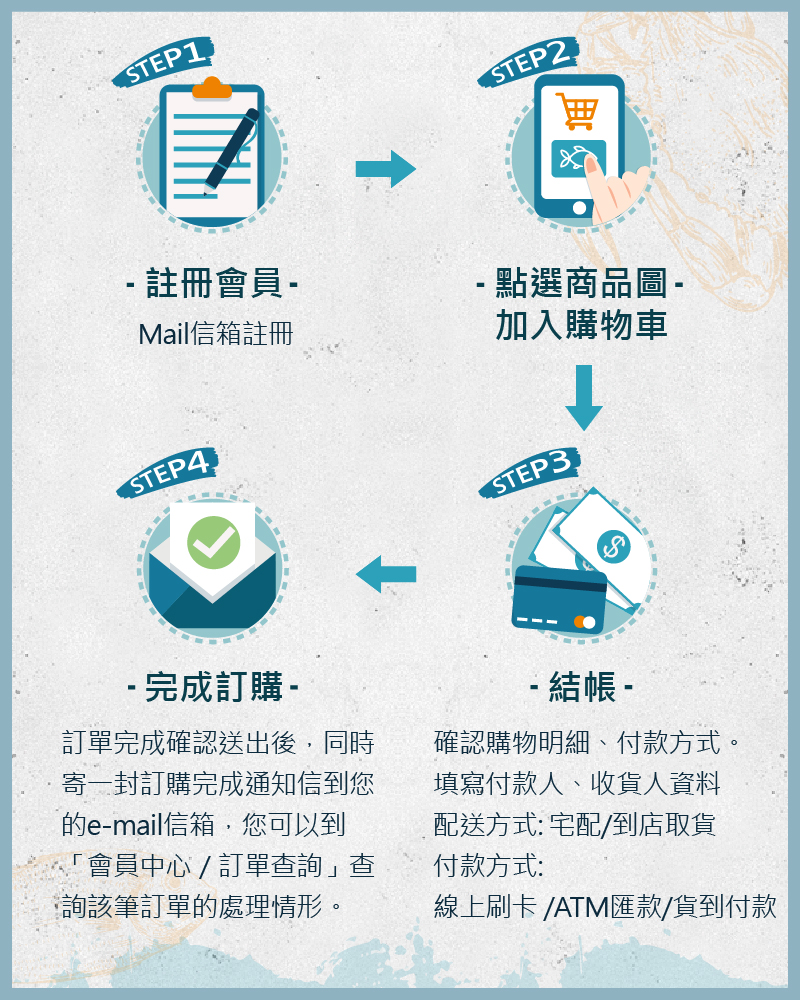 STEP1
- 註冊會員 -
Mail信箱註冊
STEP2
- 點選商品圖 -
加入購物車
STEP3
- 結帳 -
確認購物明細、付款方式。
填寫付款人、收貨人資料
配送方式: 宅配/到店取貨
付款方式:
線上刷卡 /ATM匯款/貨到付款
STEP4
- 完成訂購 -
訂單完成確認送出後，同時
寄一封訂購完成通知信到您
的e-mail信箱，您可以到
「會員中心 / 訂單查詢」查
詢該筆訂單的處理情形。